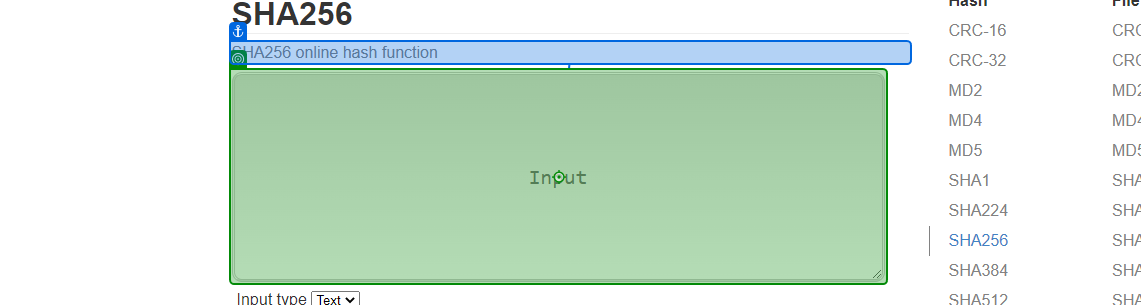 SHA256
SHA256 online hash function
Input
Input type Text
Hash
CRC-16
CRC-32
MD2
MD4
MD5
SHA1
SHA224
SHA256
SHA384
SHA512
File
CRC
CRC
MD2
MD4
MD5
SHA
SHA
SHA
SHA
SHA